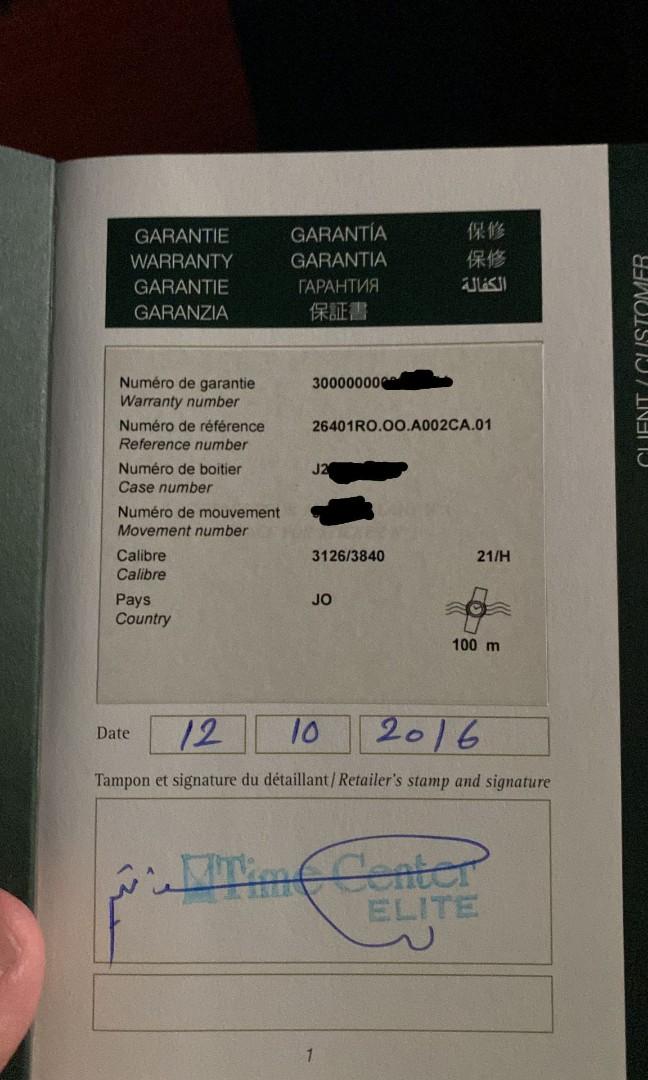 GARANTIE GARANTÍA 保修
WARRANTY GARANTIA 保修
GARANTIE ГАРАНТИЯ الكفالة
GARANZIA 保証書
Numéro de garantie 300000000
Warranty number
Numéro de référence 26401RO.OO.A002CA.01
Reference number
Numéro de boitier J2
Case number
Numéro de mouvement
Movement number
Calibre 3126/3840 21/H
Calibre
Pays JO
Country
100 m
Date 12 10 2016
Tampon et signature du détaillant / Retailer's stamp and signature
Time Center
ELITE
1
CLIENT / CUSTOMER